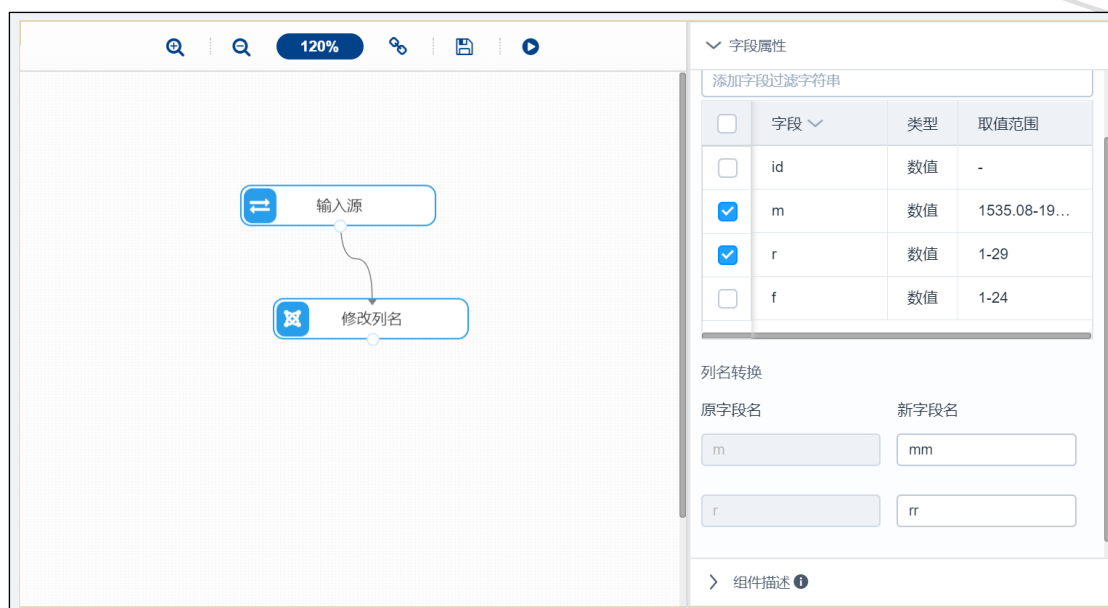 120%
输入源
修改列名
字段属性
添加字段过滤字符串
字段 类型 取值范围
id 数值 -
m 数值 1535.08-19...
r 数值 1-29
f 数值 1-24
列名转换
原字段名 新字段名
m mm
r rr
组件描述